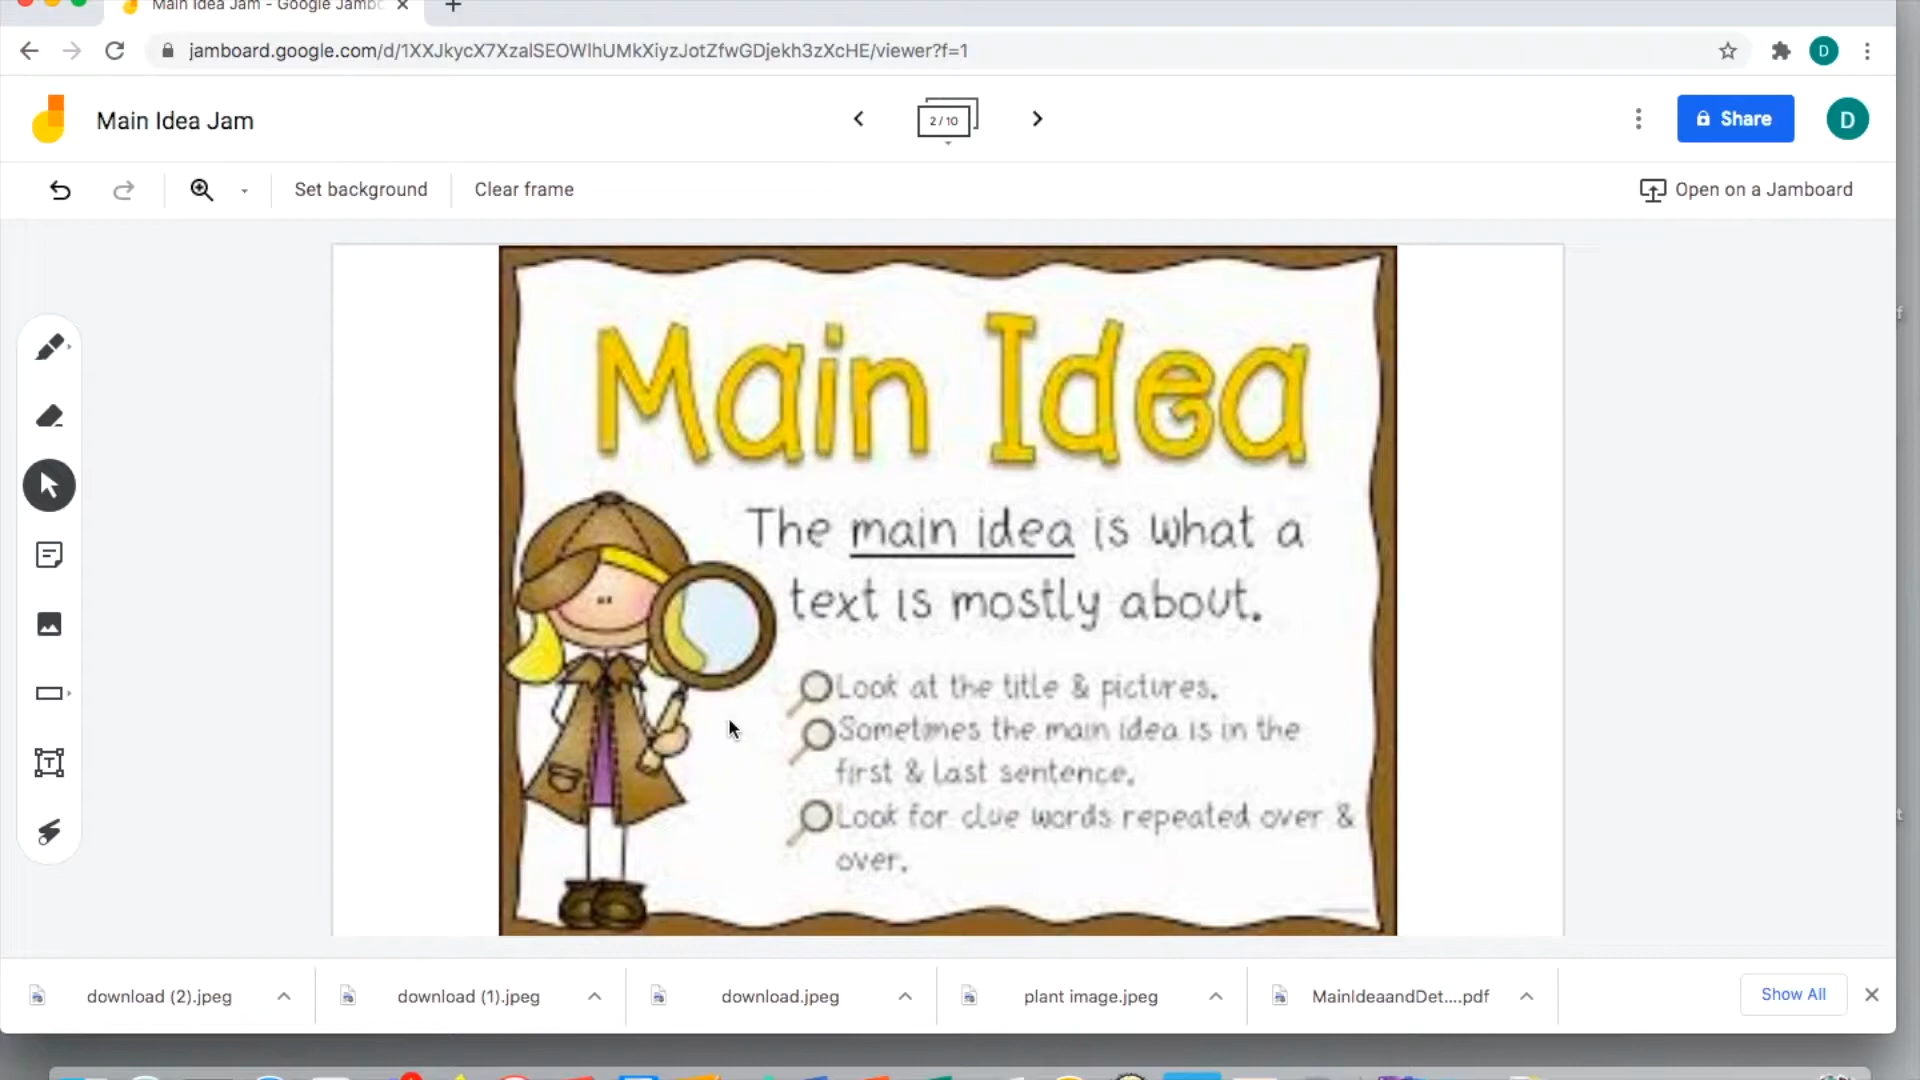 Main Idea Jam - Google Jambo
jamboard.google.com/d/1XXJkycX7XzalSEOWlhUMkXiyzJotZfwGDjekh3zXcHE/viewer?f=1
D
Main Idea Jam
2 / 10
Share
D
Set background
Clear frame
Open on a Jamboard
Main Idea
The main idea is what a
text is mostly about.
Look at the title & pictures.
Sometimes the main idea is in the
first & last sentence.
Look for clue words repeated over &
over.
download (2).jpeg
download (1).jpeg
download.jpeg
plant image.jpeg
MainIdeaandDet....pdf
Show All